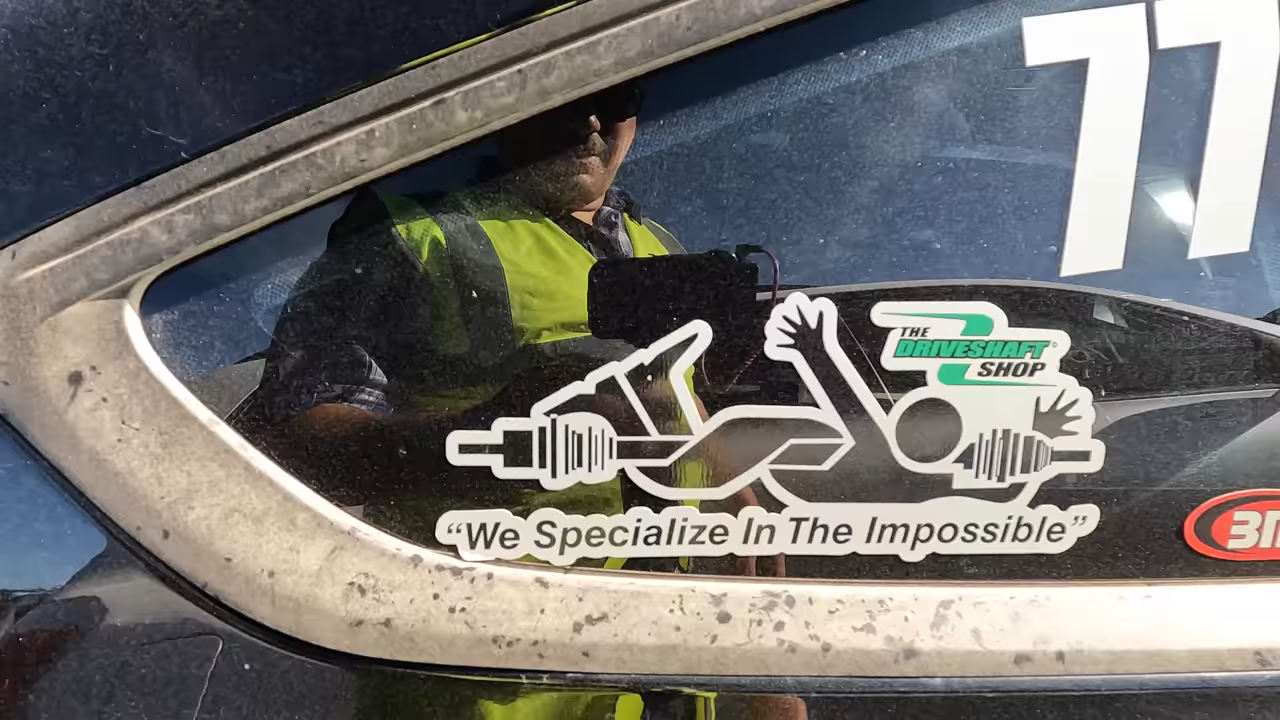 77
THE
DRIVESHAFT
SHOP
“We Specialize In The Impossible”